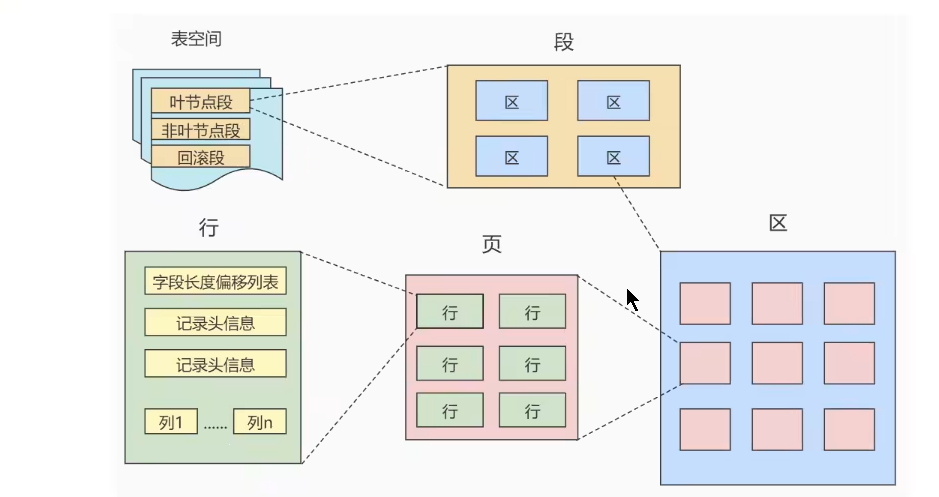 表空间
叶节点段
非叶节点段
回滚段
段
区 区
区 区
行
字段长度偏移列表
记录头信息
记录头信息
列1 ...... 列n
页
行 行
行 行
行 行
区